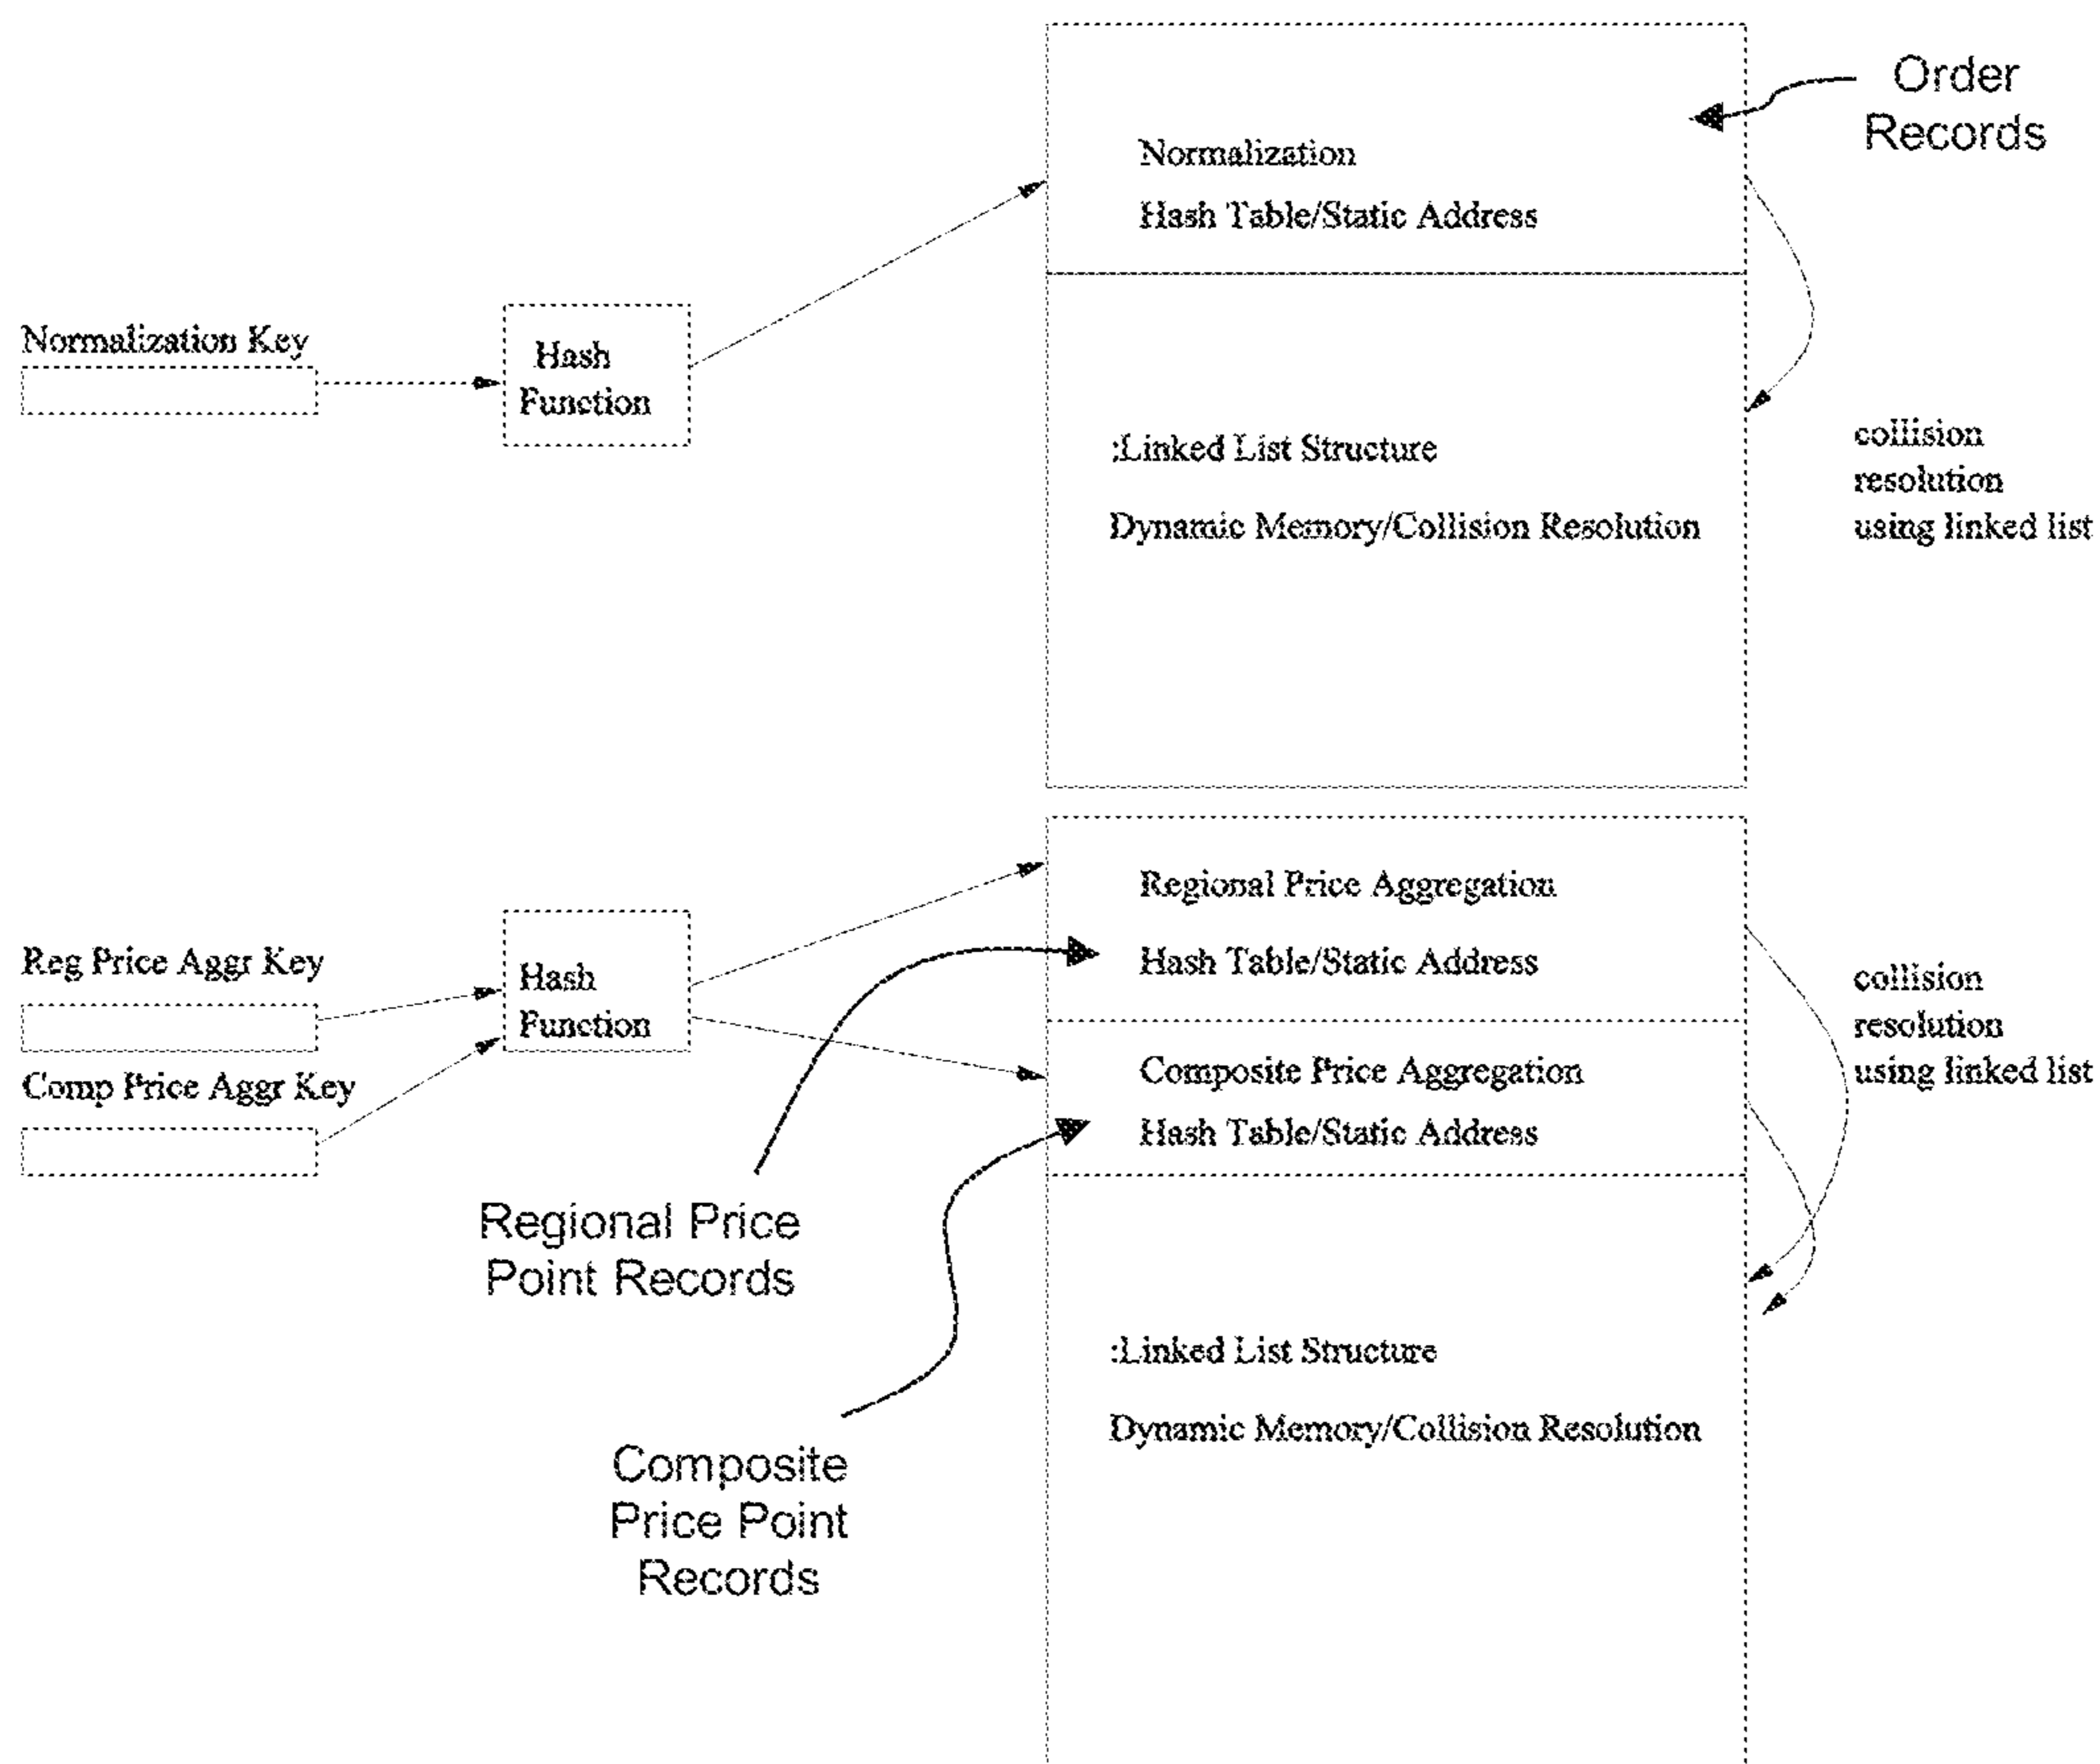 Order
Records
Normalization
Hash Table/Static Address
Normalization Key
Hash
Function
:Linked List Structure
Dynamic Memory/Collision Resolution
collision
resolution
using linked list
Regional Price Aggregation
Hash Table/Static Address
Reg Price Aggr Key
Hash
Function
Comp Price Aggr Key
Composite Price Aggregation
Hash Table/Static Address
collision
resolution
using linked list
Regional Price
Point Records
:Linked List Structure
Dynamic Memory/Collision Resolution
Composite
Price Point
Records